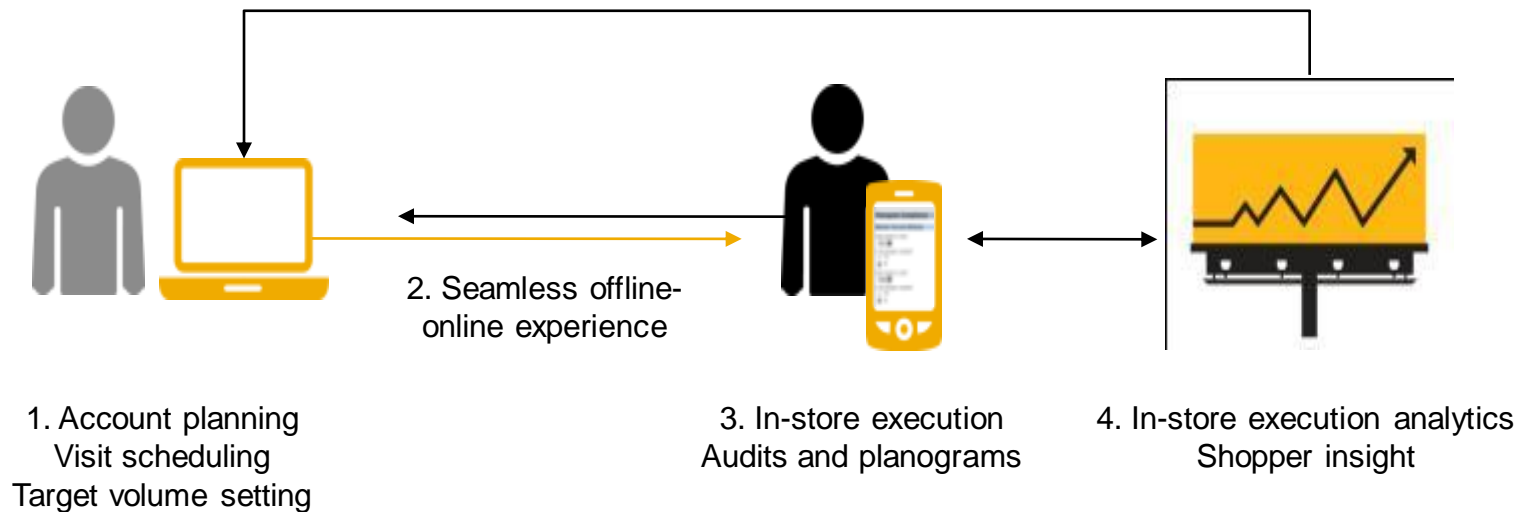 2. Seamless offline-
online experience
1. Account planning
Visit scheduling
Target volume setting
3. In-store execution
Audits and planograms
4. In-store execution analytics
Shopper insight